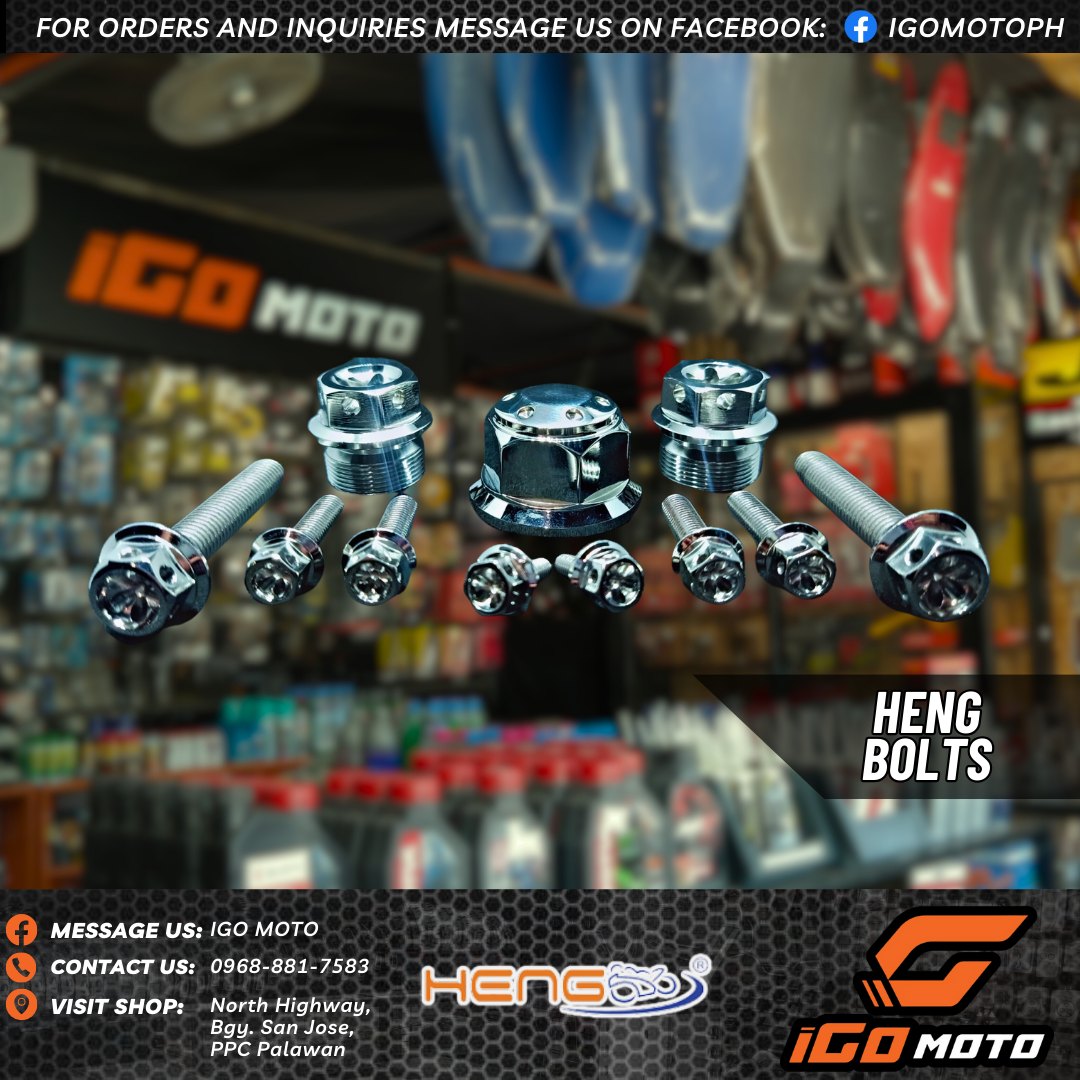 FOR ORDERS AND INQUIRIES MESSAGE US ON FACEBOOK: IGOMOTOPH
iGO MOTO
HENG
BOLTS
MESSAGE US: IGO MOTO
CONTACT US: 0968-881-7583
VISIT SHOP: North Highway,
Bgy. San Jose,
PPC Palawan
HENG®
iGO MOTO